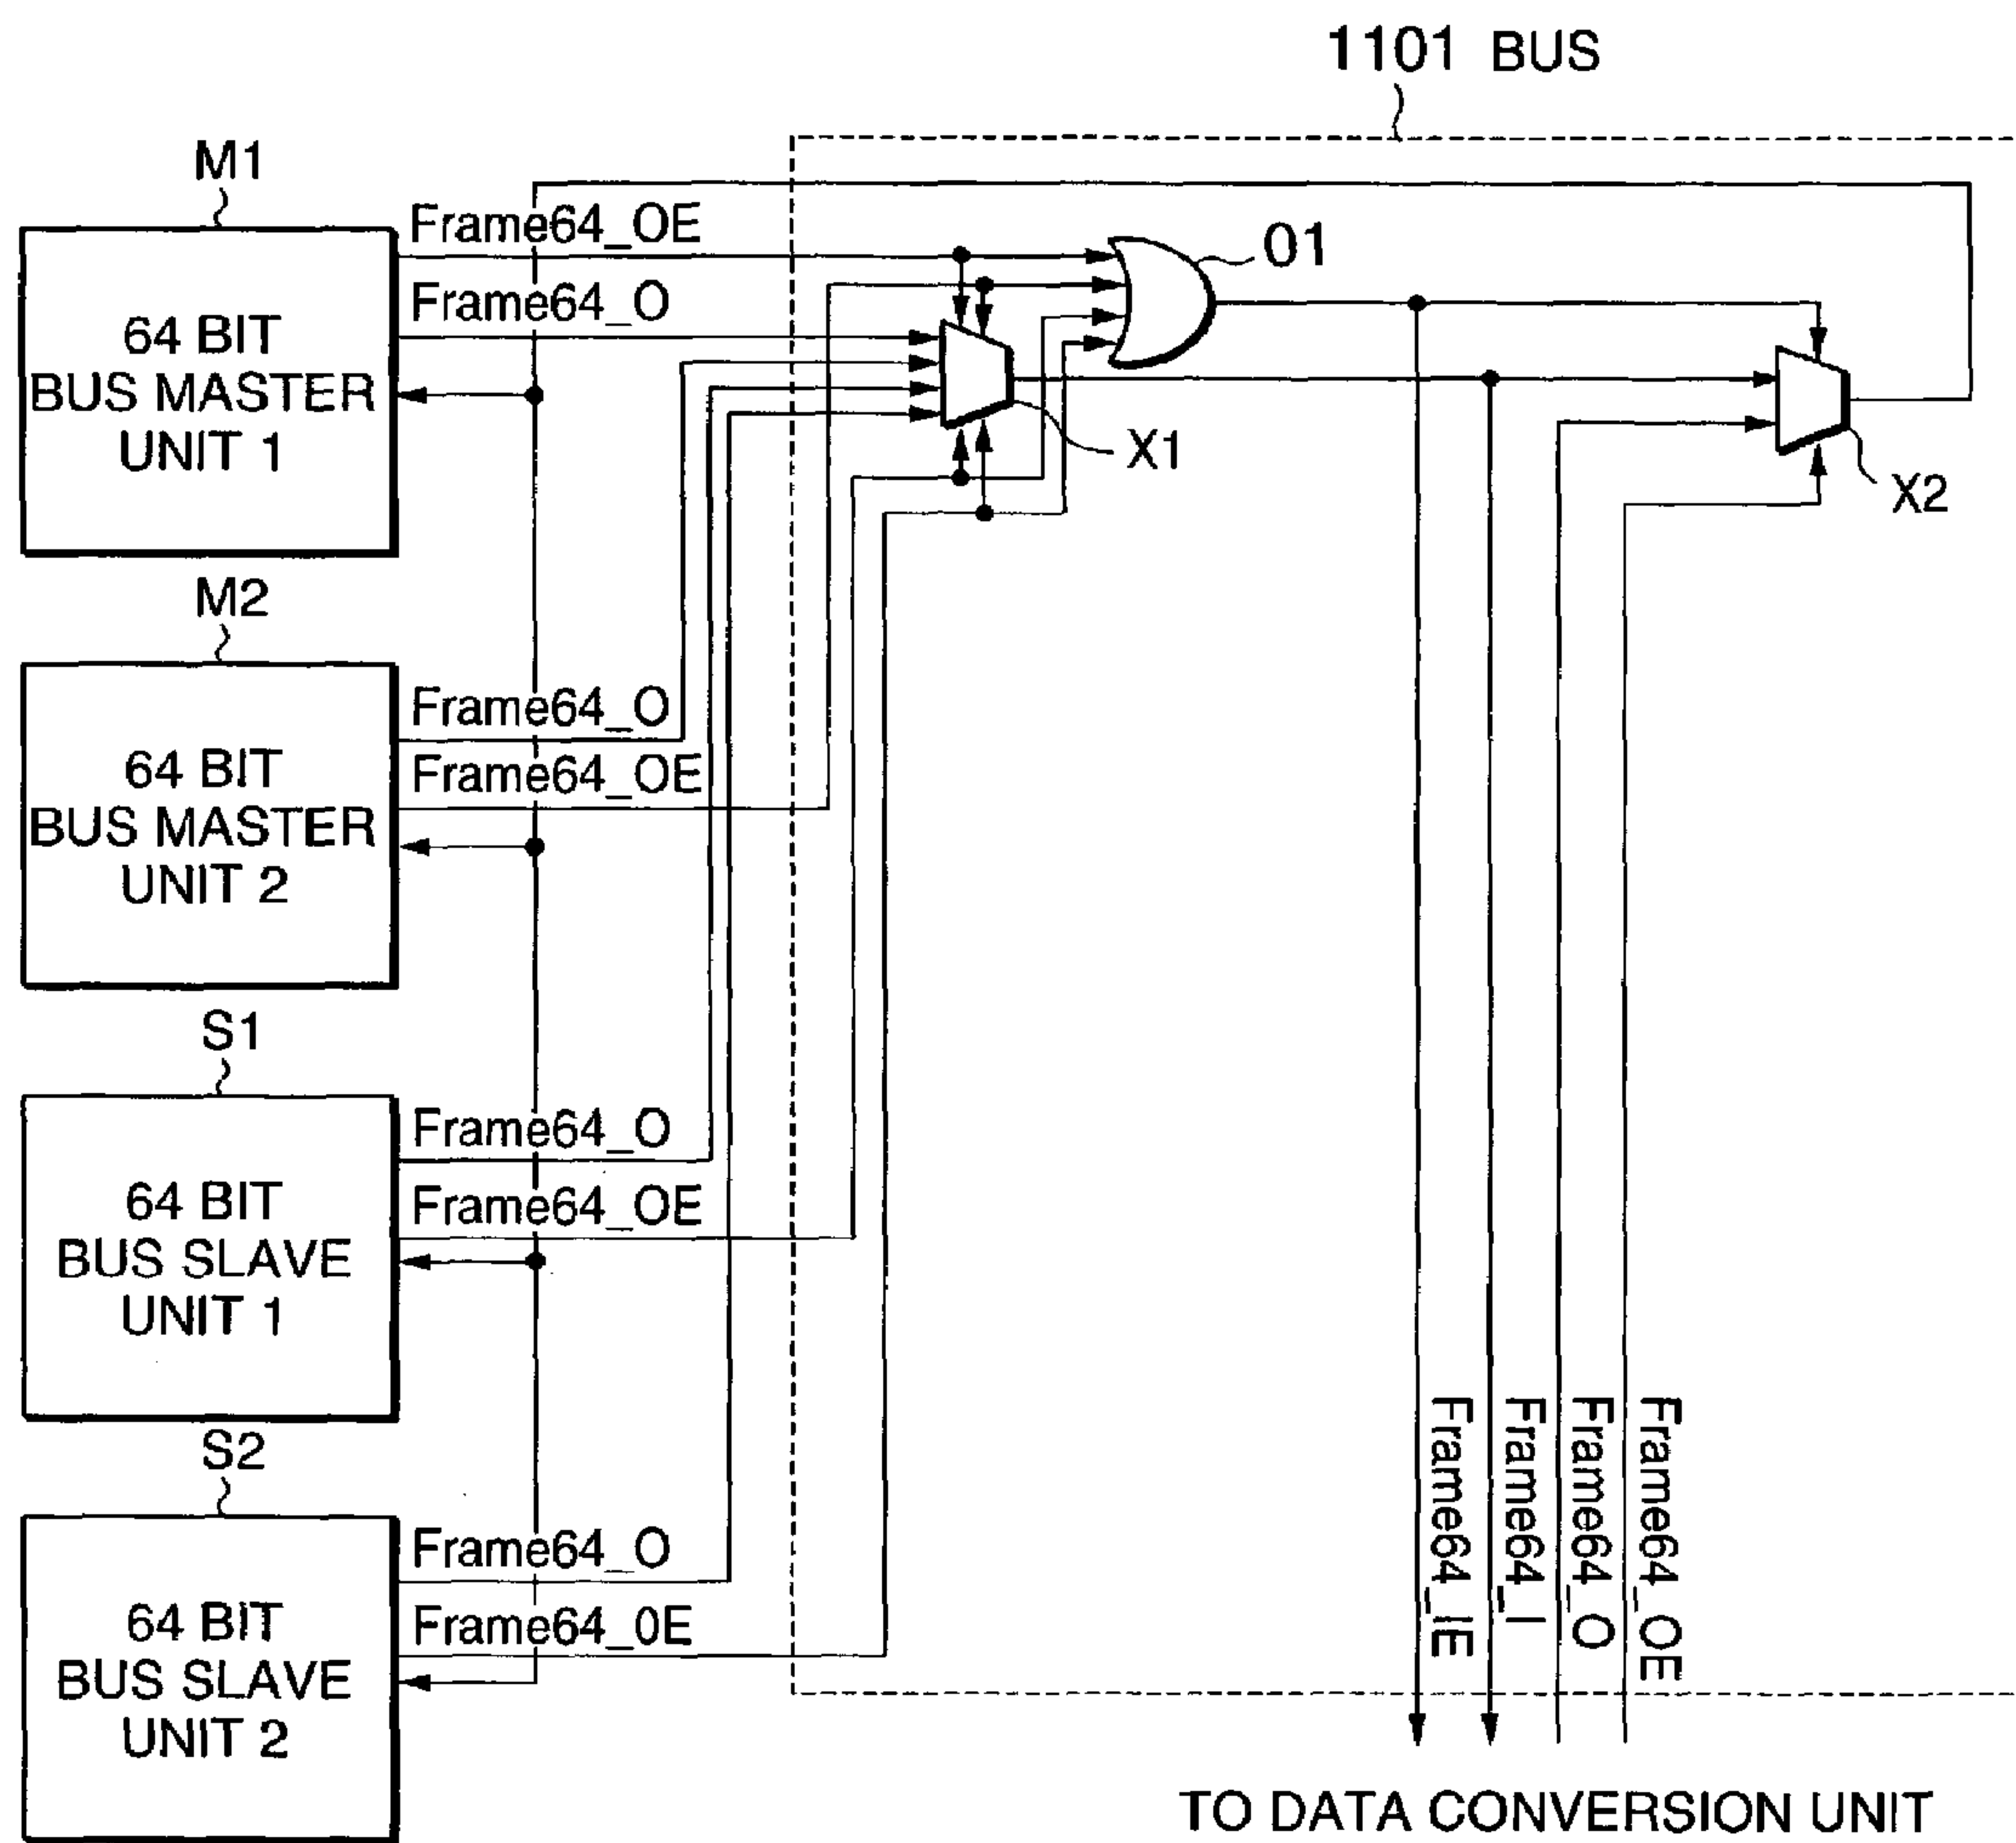 1101 BUS
M1
Frame64_OE
01
Frame64_O
64 BIT
BUS MASTER
UNIT 1
X1
X2
M2
Frame64_O
64 BIT
Frame64_OE
BUS MASTER
UNIT 2
S1
Frame64_O
64 BIT
Frame64_OE
BUS SLAVE
UNIT 1
S2
Frame64_O
64 BIT
Frame64_0E
BUS SLAVE
UNIT 2
Frame64_IE
Frame64_I
Frame64_O
Frame64_OE
TO DATA CONVERSION UNIT